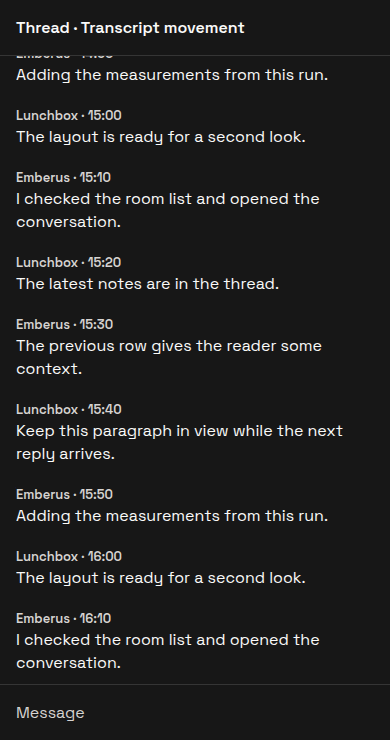 Thread · Transcript movement
Adding the measurements from this run.
Lunchbox · 15:00
The layout is ready for a second look.
Emberus · 15:10
I checked the room list and opened the
conversation.
Lunchbox · 15:20
The latest notes are in the thread.
Emberus · 15:30
The previous row gives the reader some
context.
Lunchbox · 15:40
Keep this paragraph in view while the next
reply arrives.
Emberus · 15:50
Adding the measurements from this run.
Lunchbox · 16:00
The layout is ready for a second look.
Emberus · 16:10
I checked the room list and opened the
conversation.
Message